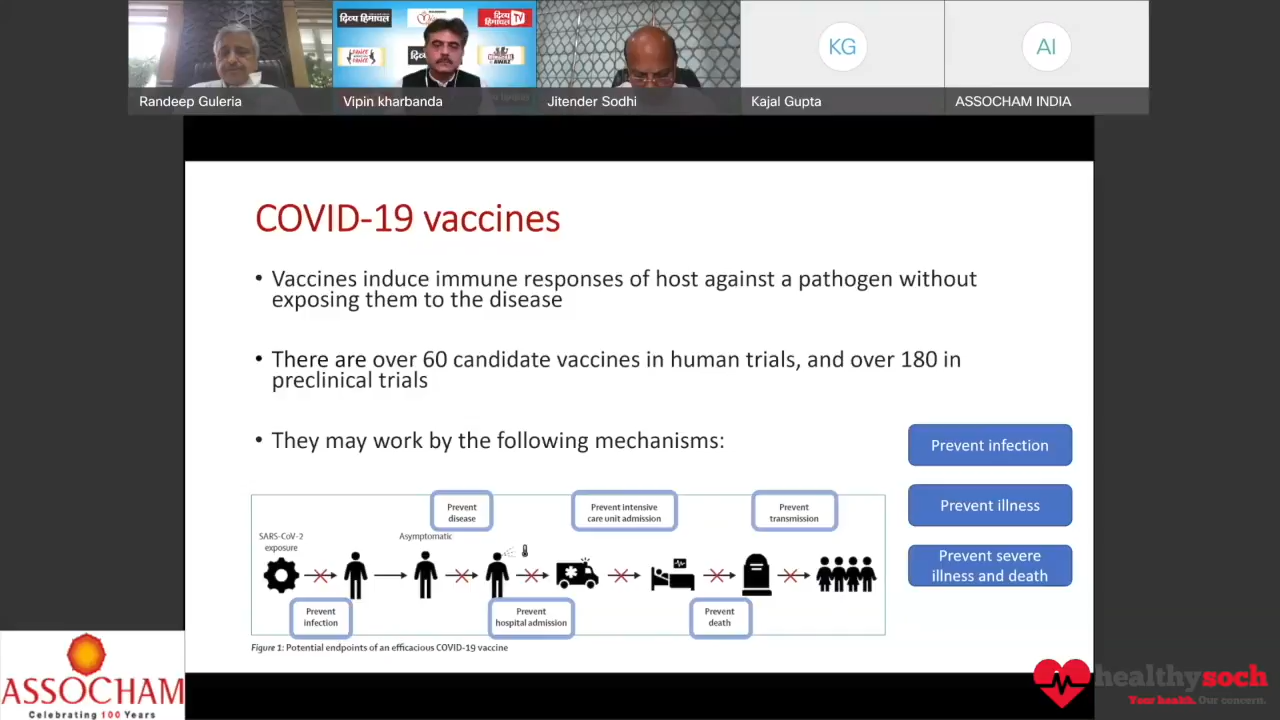 दिव्य हिमाचल
दिव्य हिमाचल TV
Randeep Guleria
Vipin kharbanda
Jitender Sodhi
KG
Kajal Gupta
AI
ASSOCHAM INDIA
COVID-19 vaccines
• Vaccines induce immune responses of host against a pathogen without
exposing them to the disease
• There are over 60 candidate vaccines in human trials, and over 180 in
preclinical trials
• They may work by the following mechanisms:
Prevent infection
Prevent illness
Prevent severe
illness and death
Prevent
disease
Prevent intensive
care unit admission
Prevent
transmission
SARS-CoV-2
exposure
Asymptomatic
Prevent
infection
Prevent
hospital admission
Prevent
death
Figure 1: Potential endpoints of an efficacious COVID-19 vaccine
ASSOCHAM
Celebrating 100 Years
healthysoch
Your health. Our concern.